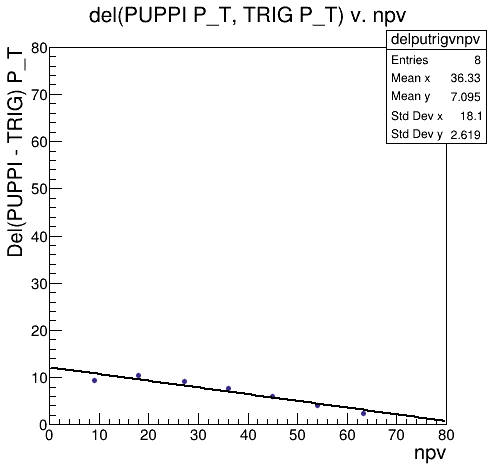 del(PUPPI P_T, TRIG P_T) v. npv
delputrigvnpv
Entries 8
Mean x 36.33
Mean y 7.095
Std Dev x 18.1
Std Dev y 2.619
Del(PUPPI - TRIG) P_T
80
70
60
50
40
30
20
10
0
0 10 20 30 40 50 60 70 80
npv